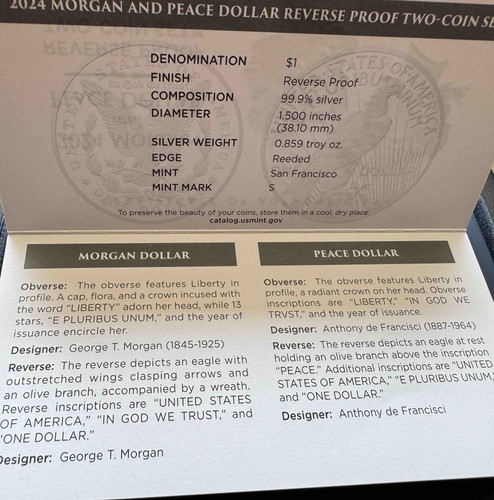 2024 MORGAN AND PEACE DOLLAR REVERSE PROOF TWO-COIN SE
DENOMINATION $1
FINISH Reverse Proof
COMPOSITION 99.9% silver
DIAMETER 1.500 inches
(38.10 mm)
SILVER WEIGHT 0.859 troy oz.
EDGE Reeded
MINT San Francisco
MINT MARK S
To preserve the beauty of your coins, store them in a cool, dry place.
catalog.usmint.gov
MORGAN DOLLAR
Obverse: The obverse features Liberty in
profile. A cap, flora, and a crown incused with
the word “LIBERTY” adorn her head, while 13
stars, “E PLURIBUS UNUM,” and the year of
issuance encircle her.
Designer: George T. Morgan (1845-1925)
Reverse: The reverse depicts an eagle with
outstretched wings clasping arrows and
an olive branch, accompanied by a wreath.
Reverse inscriptions are “UNITED STATES
OF AMERICA,” “IN GOD WE TRUST,” and
“ONE DOLLAR.”
Designer: George T. Morgan
PEACE DOLLAR
Obverse: The obverse features Liberty in
profile, a radiant crown on her head. Obverse
inscriptions are “LIBERTY,” “IN GOD WE
TRVST,” and the year of issuance.
Designer: Anthony de Francisci (1887-1964)
Reverse: The reverse depicts an eagle at rest
holding an olive branch above the inscription
“PEACE.” Additional inscriptions are “UNITED
STATES OF AMERICA,” “E PLURIBUS UNUM,”
and “ONE DOLLAR.”
Designer: Anthony de Francisci